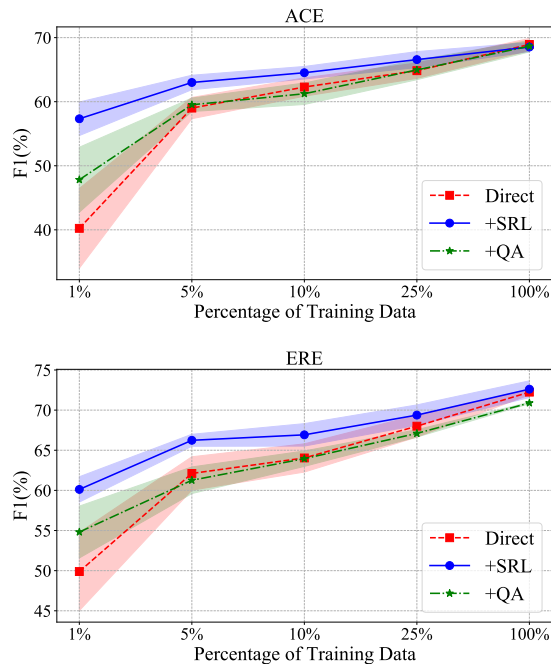 ACE
70
60
50
40
F1(%)
Direct
+SRL
+QA
1% 5% 10% 25% 100%
Percentage of Training Data
ERE
75
70
65
60
55
50
45
F1(%)
Direct
+SRL
+QA
1% 5% 10% 25% 100%
Percentage of Training Data